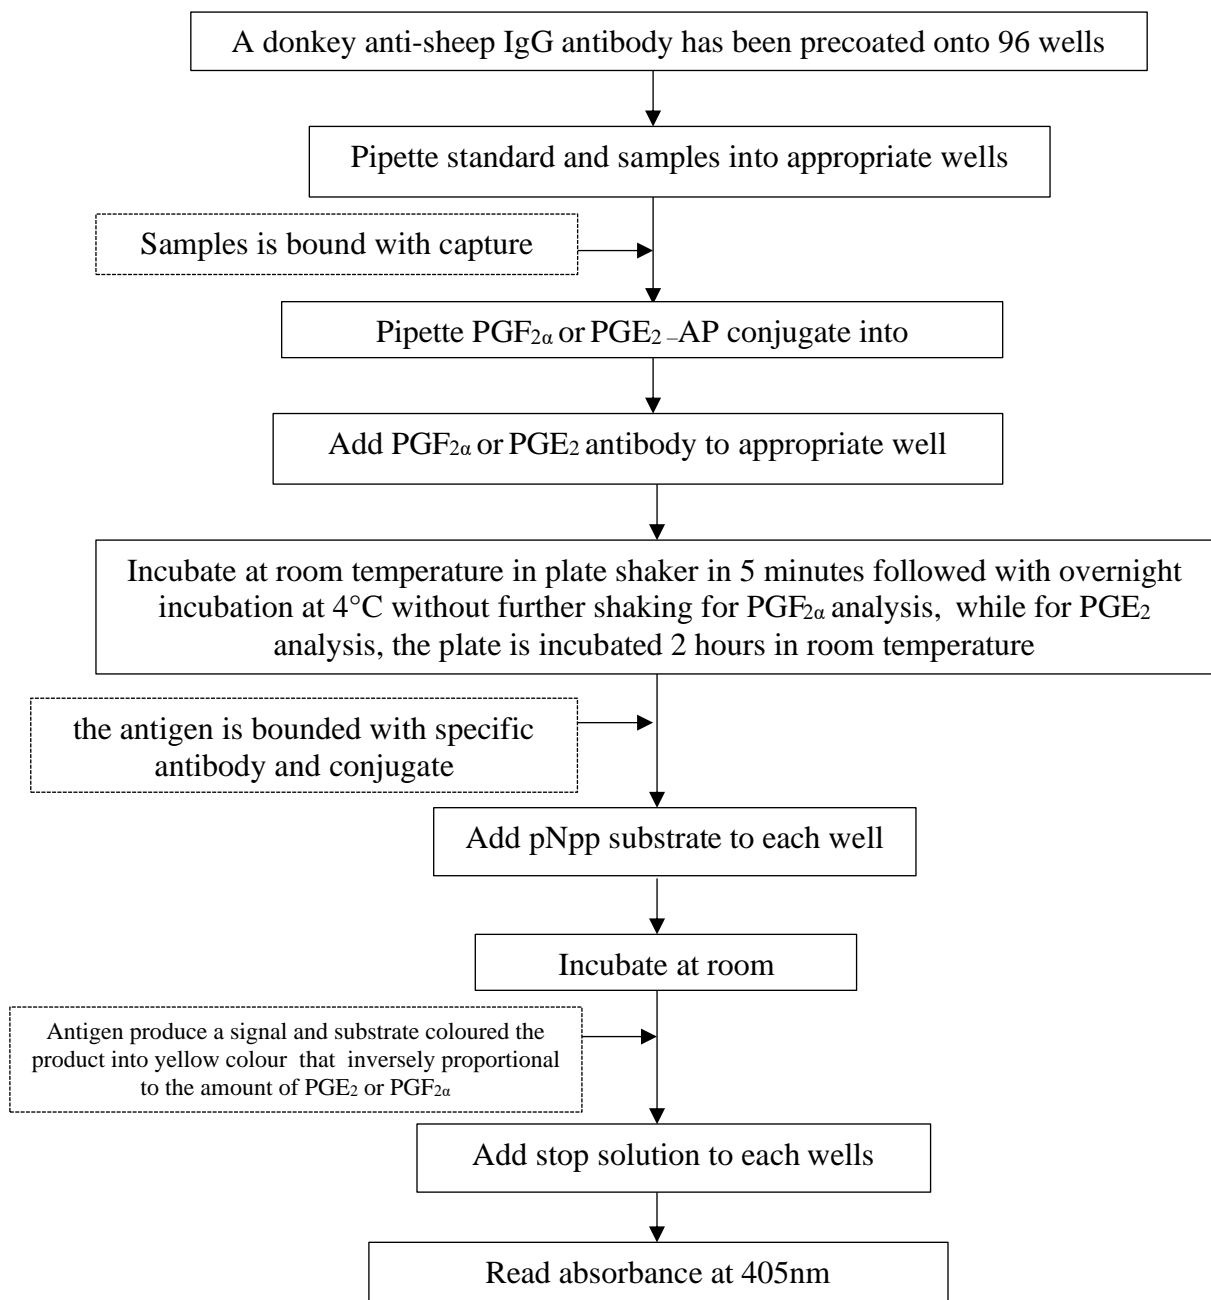 A donkey anti-sheep IgG antibody has been precoated onto 96 wells
Pipette standard and samples into appropriate wells
Samples is bound with capture
Pipette PGF2α or PGE2 –AP conjugate into
Add PGF2α or PGE2 antibody to appropriate well
Incubate at room temperature in plate shaker in 5 minutes followed with overnight
incubation at 4°C without further shaking for PGF2α analysis, while for PGE2
analysis, the plate is incubated 2 hours in room temperature
the antigen is bounded with specific
antibody and conjugate
Add pNpp substrate to each well
Incubate at room
Antigen produce a signal and substrate coloured the
product into yellow colour that inversely proportional
to the amount of PGE2 or PGF2α
Add stop solution to each wells
Read absorbance at 405nm